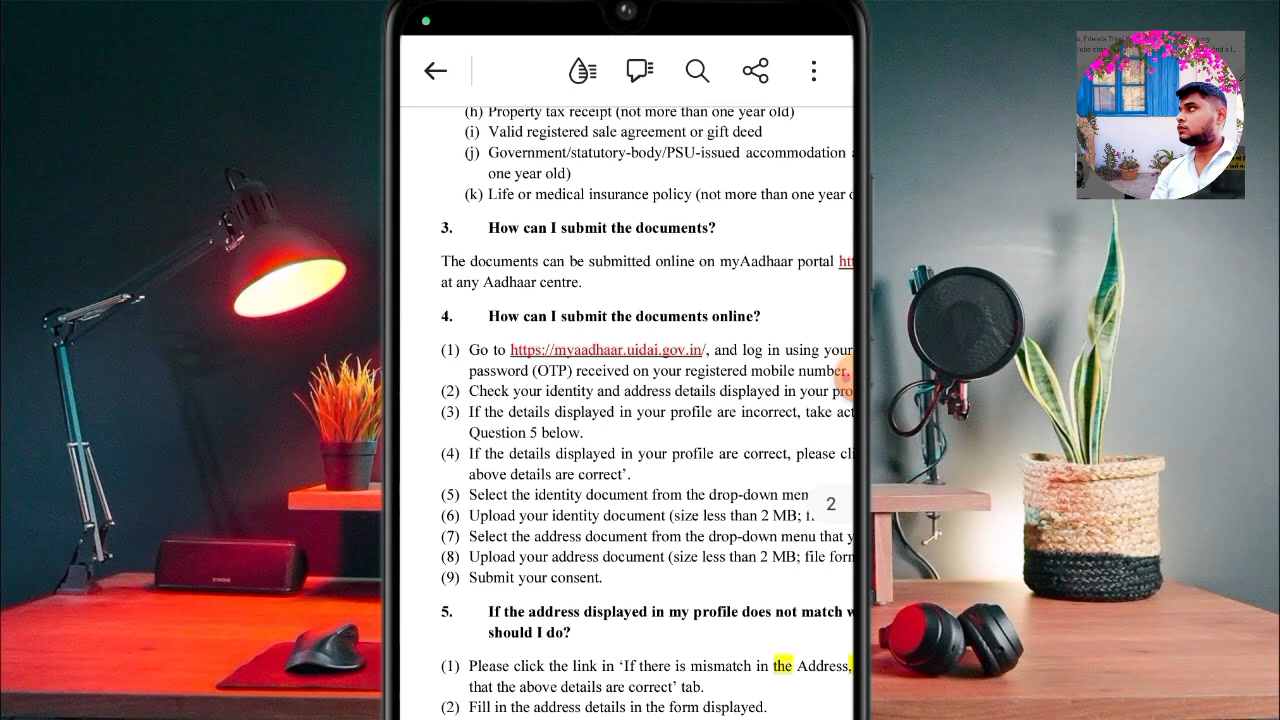 (h) Property tax receipt (not more than one year old)
(i) Valid registered sale agreement or gift deed
(j) Government/statutory-body/PSU-issued accommodation
one year old)
(k) Life or medical insurance policy (not more than one year
3. How can I submit the documents?
The documents can be submitted online on myAadhaar portal htt
at any Aadhaar centre.
4. How can I submit the documents online?
(1) Go to https://myaadhaar.uidai.gov.in/, and log in using your
password (OTP) received on your registered mobile number.
(2) Check your identity and address details displayed in your pro
(3) If the details displayed in your profile are incorrect, take act
Question 5 below.
(4) If the details displayed in your profile are correct, please cli
above details are correct’.
(5) Select the identity document from the drop-down men
(6) Upload your identity document (size less than 2 MB; fi
2
(7) Select the address document from the drop-down menu that y
(8) Upload your address document (size less than 2 MB; file form
(9) Submit your consent.
5. If the address displayed in my profile does not match w
should I do?
(1) Please click the link in ‘If there is mismatch in the Address,
that the above details are correct’ tab.
(2) Fill in the address details in the form displayed.